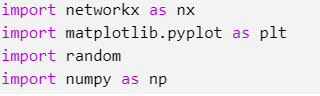 import networkx as nx
import matplotlib.pyplot as plt
import random
import numpy as np